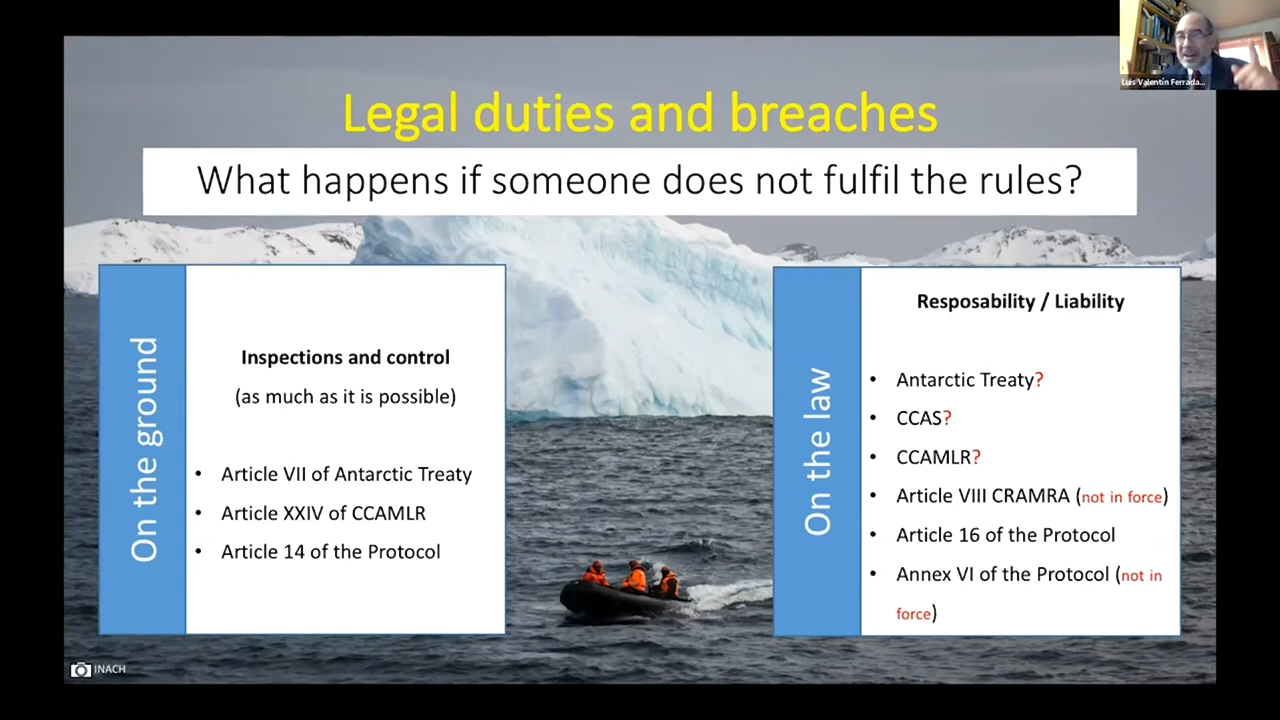 Luis Valentín Ferrada...
Legal duties and breaches
What happens if someone does not fulfil the rules?
On the ground
Inspections and control
(as much as it is possible)
• Article VII of Antarctic Treaty
• Article XXIV of CCAMLR
• Article 14 of the Protocol
On the law
Resposability / Liability
• Antarctic Treaty?
• CCAS?
• CCAMLR?
• Article VIII CRAMRA (not in force)
• Article 16 of the Protocol
• Annex VI of the Protocol (not in
force)
INACH